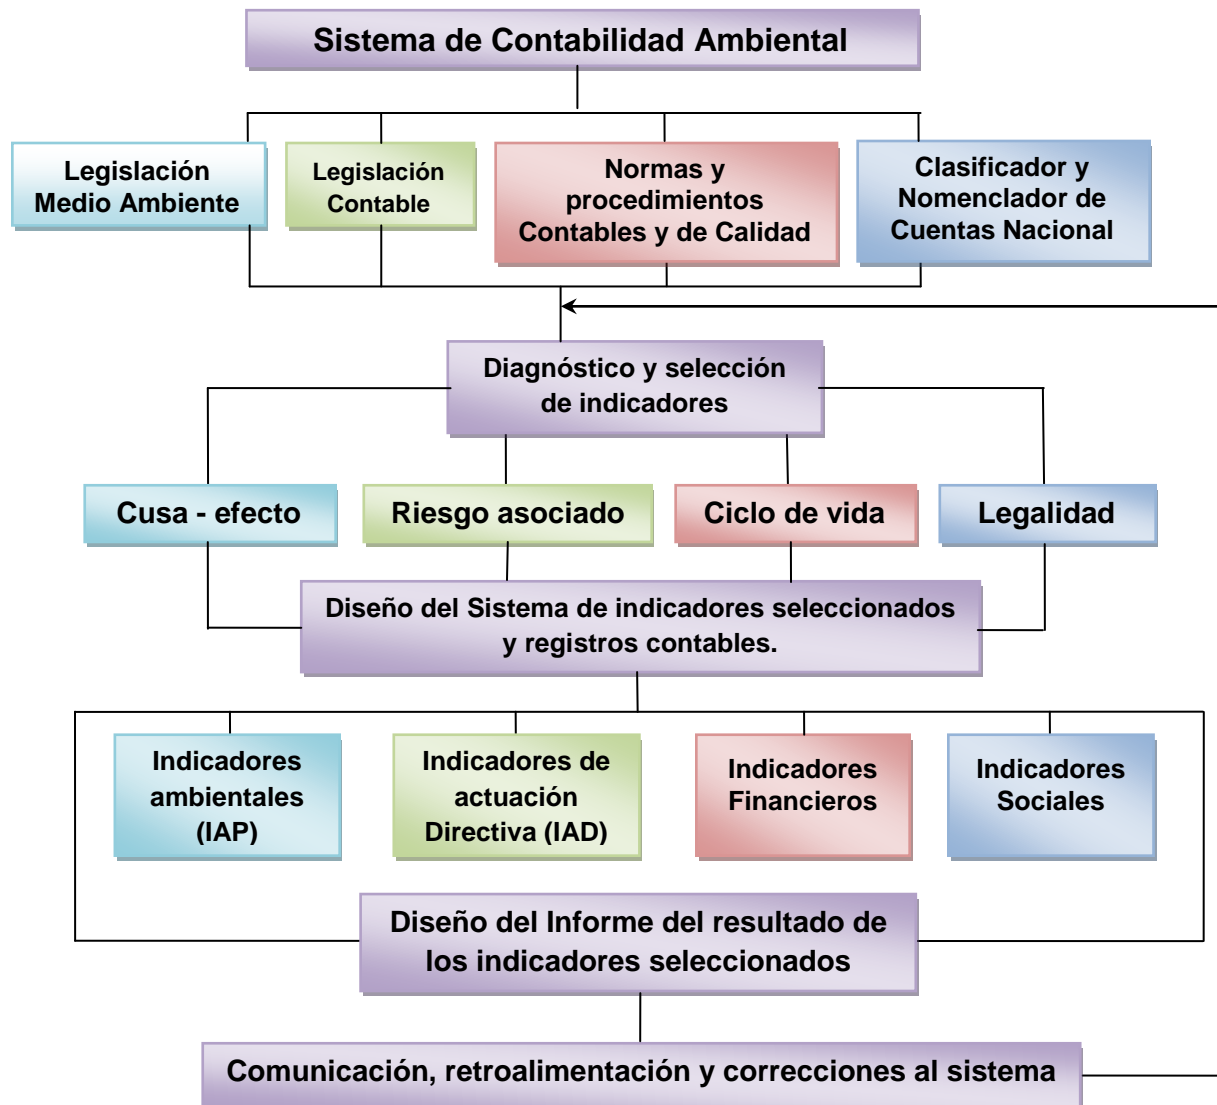 Sistema de Contabilidad Ambiental
Legislación
Medio Ambiente
Legislación
Contable
Normas y
procedimientos
Contables y de Calidad
Clasificador y
Nomenclador de
Cuentas Nacional
Diagnóstico y selección
de indicadores
Cusa - efecto
Riesgo asociado
Ciclo de vida
Legalidad
Diseño del Sistema de indicadores seleccionados
y registros contables.
Indicadores
ambientales
(IAP)
Indicadores de
actuación
Directiva (IAD)
Indicadores
Financieros
Indicadores
Sociales
Diseño del Informe del resultado de
los indicadores seleccionados
Comunicación, retroalimentación y correcciones al sistema